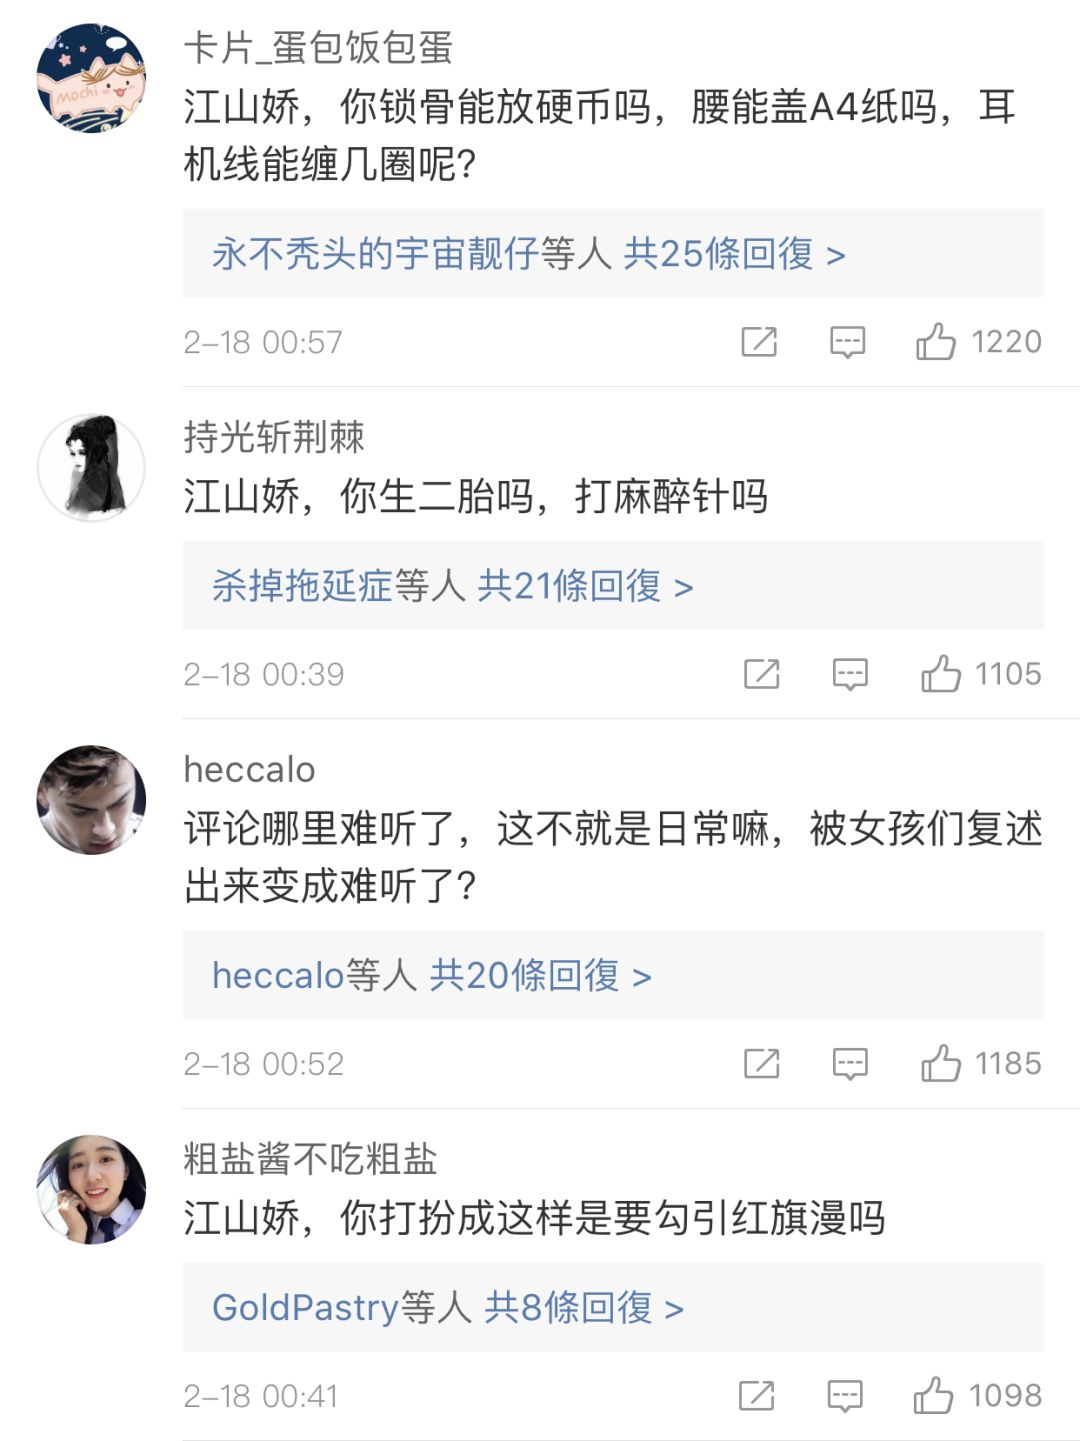 mochi
卡片_蛋包饭包蛋
江山娇，你锁骨能放硬币吗，腰能盖A4纸吗，耳
机线能缠几圈呢？
永不秃头的宇宙靓仔等人 共25條回復 >
2-18 00:57
1220
持光斩荆棘
江山娇，你生二胎吗，打麻醉针吗
杀掉拖延症等人 共21條回復 >
2-18 00:39
1105
heccalo
评论哪里难听了，这不就是日常嘛，被女孩们复述
出来变成难听了？
heccalo等人 共20條回復 >
2-18 00:52
1185
粗盐酱不吃粗盐
江山娇，你打扮成这样是要勾引红旗漫吗
GoldPastry等人 共8條回復 >
2-18 00:41
1098